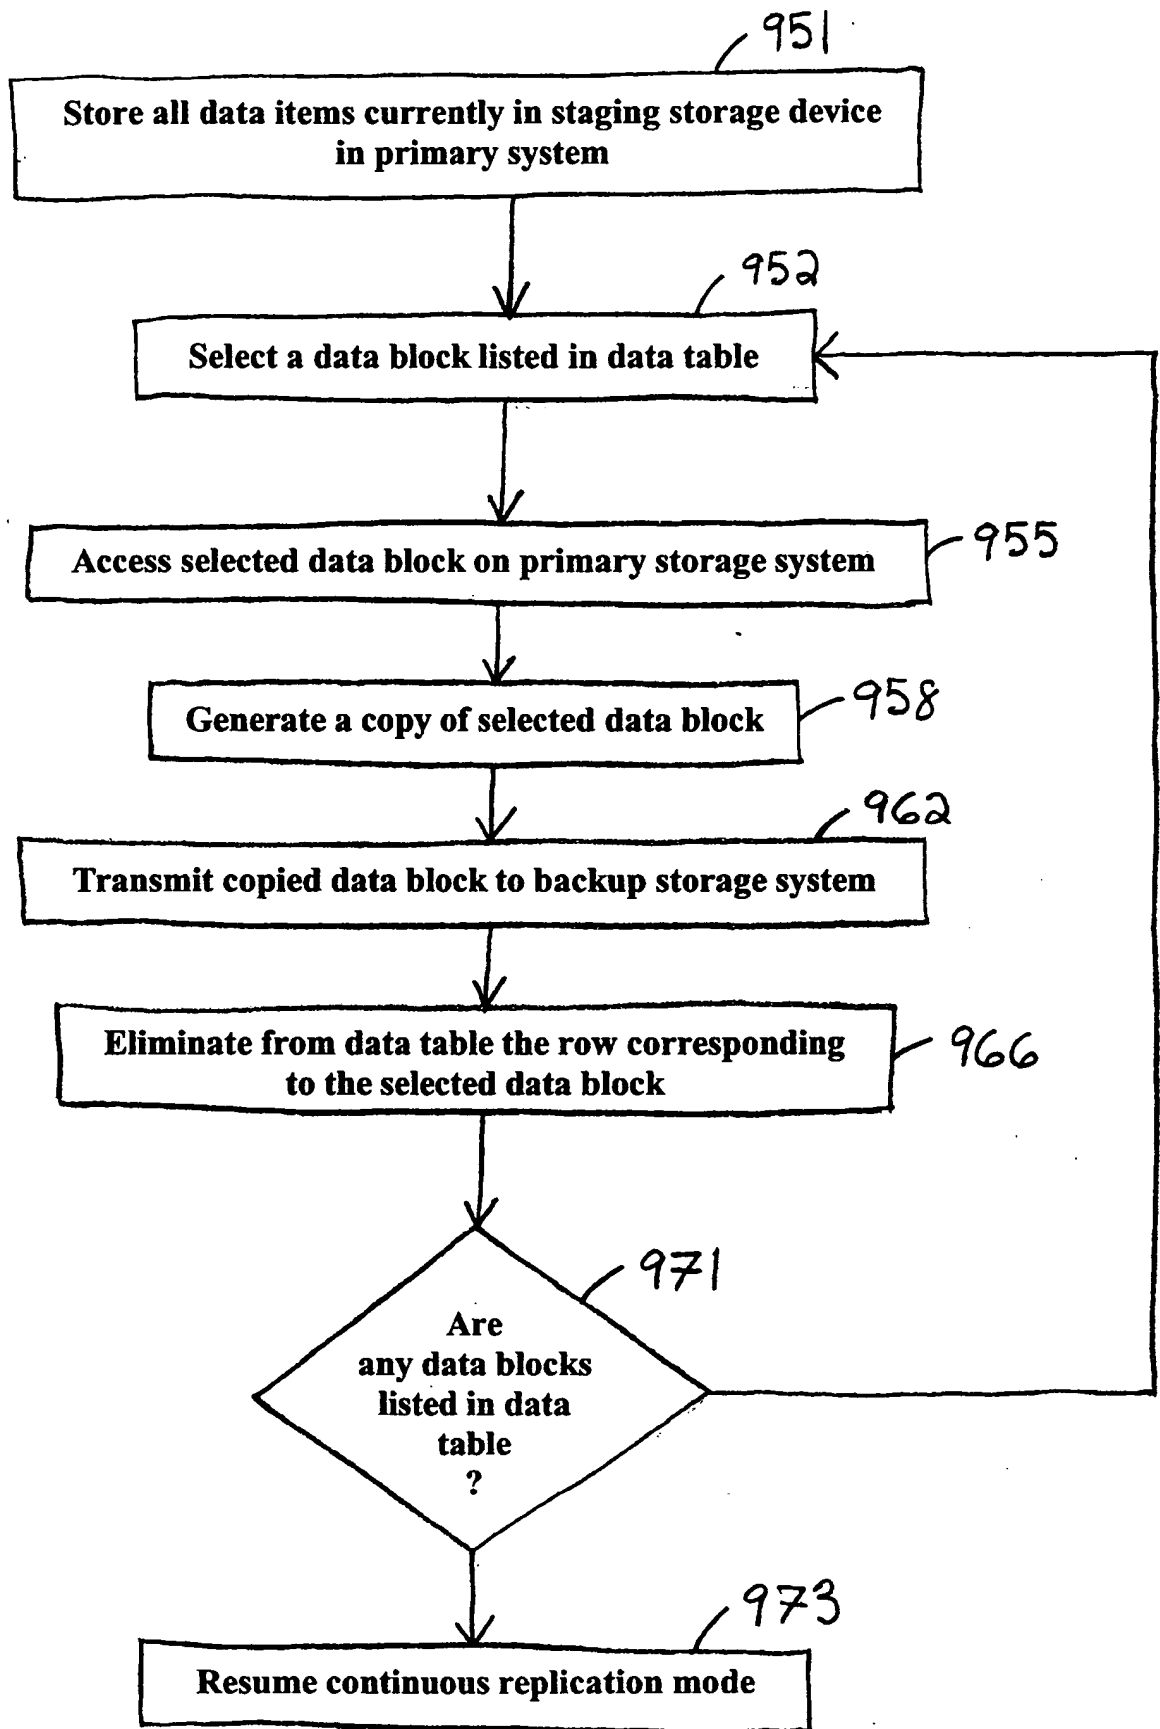 951
Store all data items currently in staging storage device
in primary system
952
Select a data block listed in data table
955
Access selected data block on primary storage system
958
Generate a copy of selected data block
962
Transmit copied data block to backup storage system
966
Eliminate from data table the row corresponding
to the selected data block
971
Are
any data blocks
listed in data
table
?
973
Resume continuous replication mode